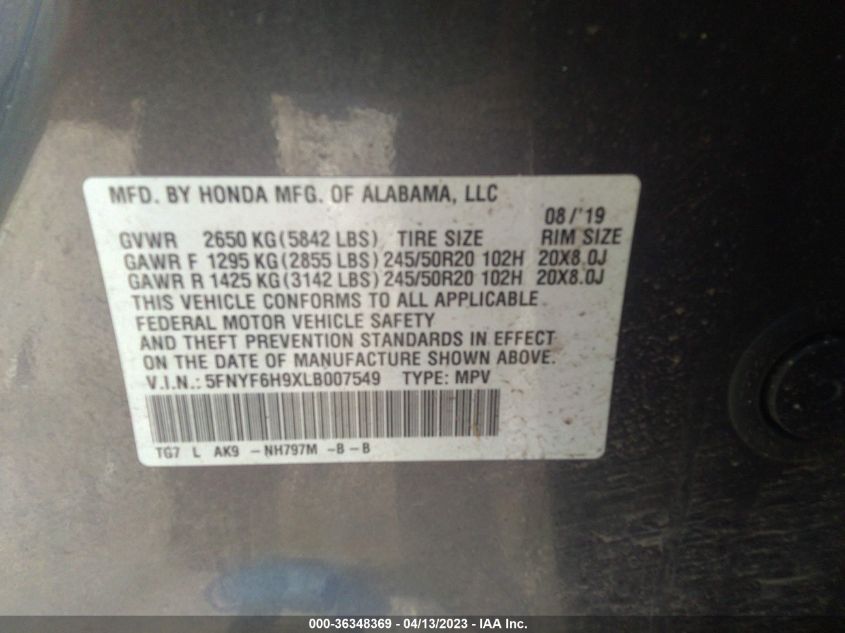 MFD. BY HONDA MFG. OF ALABAMA, LLC
08/'19
GVWR 2650 KG(5842 LBS) TIRE SIZE RIM SIZE
GAWR F 1295 KG(2855 LBS) 245/50R20 102H 20X8.0J
GAWR R 1425 KG(3142 LBS) 245/50R20 102H 20X8.0J
THIS VEHICLE CONFORMS TO ALL APPLICABLE
FEDERAL MOTOR VEHICLE SAFETY
AND THEFT PREVENTION STANDARDS IN EFFECT
ON THE DATE OF MANUFACTURE SHOWN ABOVE.
V.I.N.: 5FNYF6H9XLB007549 TYPE: MPV
TG7 L AK9 -NH797M -B-B
000-36348369 - 04/13/2023 - IAA Inc.